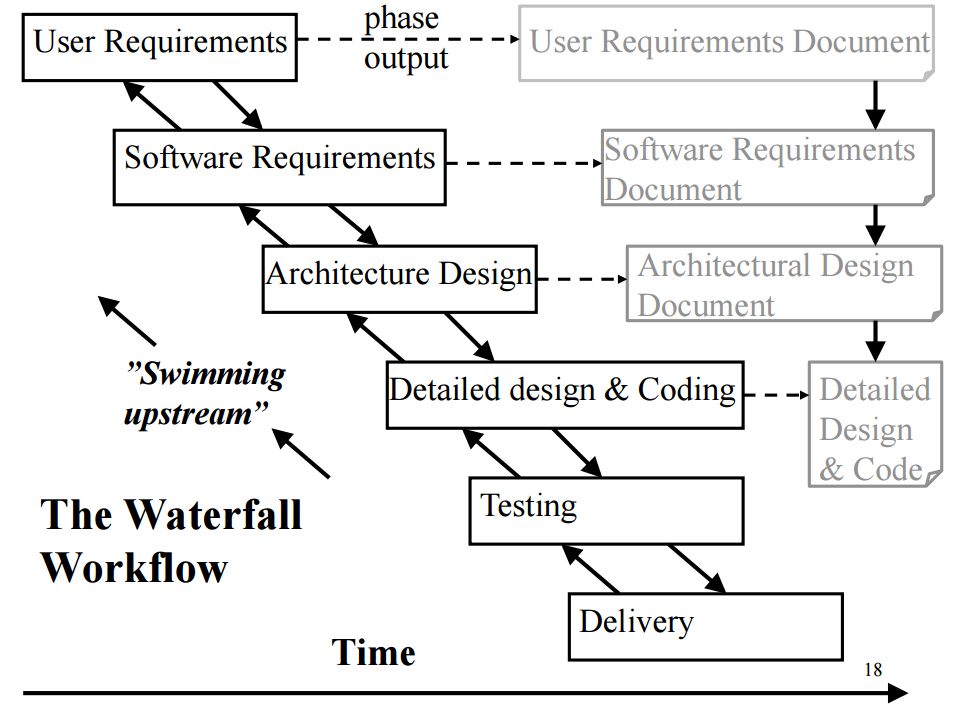 User Requirements
phase
output
User Requirements Document
Software Requirements
Software Requirements
Document
Architecture Design
Architectural Design
Document
”Swimming
upstream”
Detailed design & Coding
Detailed
Design
& Code
The Waterfall
Workflow
Testing
Delivery
Time
18